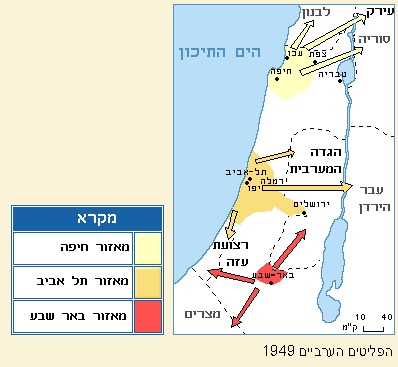 לבנון
עירק
סוריה
הים התיכון
צפת
עכו
חיפה
טבריה
הגדה
המערבית
תל-אביב
רמלה
יפו
עבר
הירדן
ירושלים
רצועת
עזה
באר-שבע
מצרים
מקרא
מאזור חיפה
מאזור תל אביב
מאזור באר שבע
ק"מ
10 40
הפליטים הערביים 1949